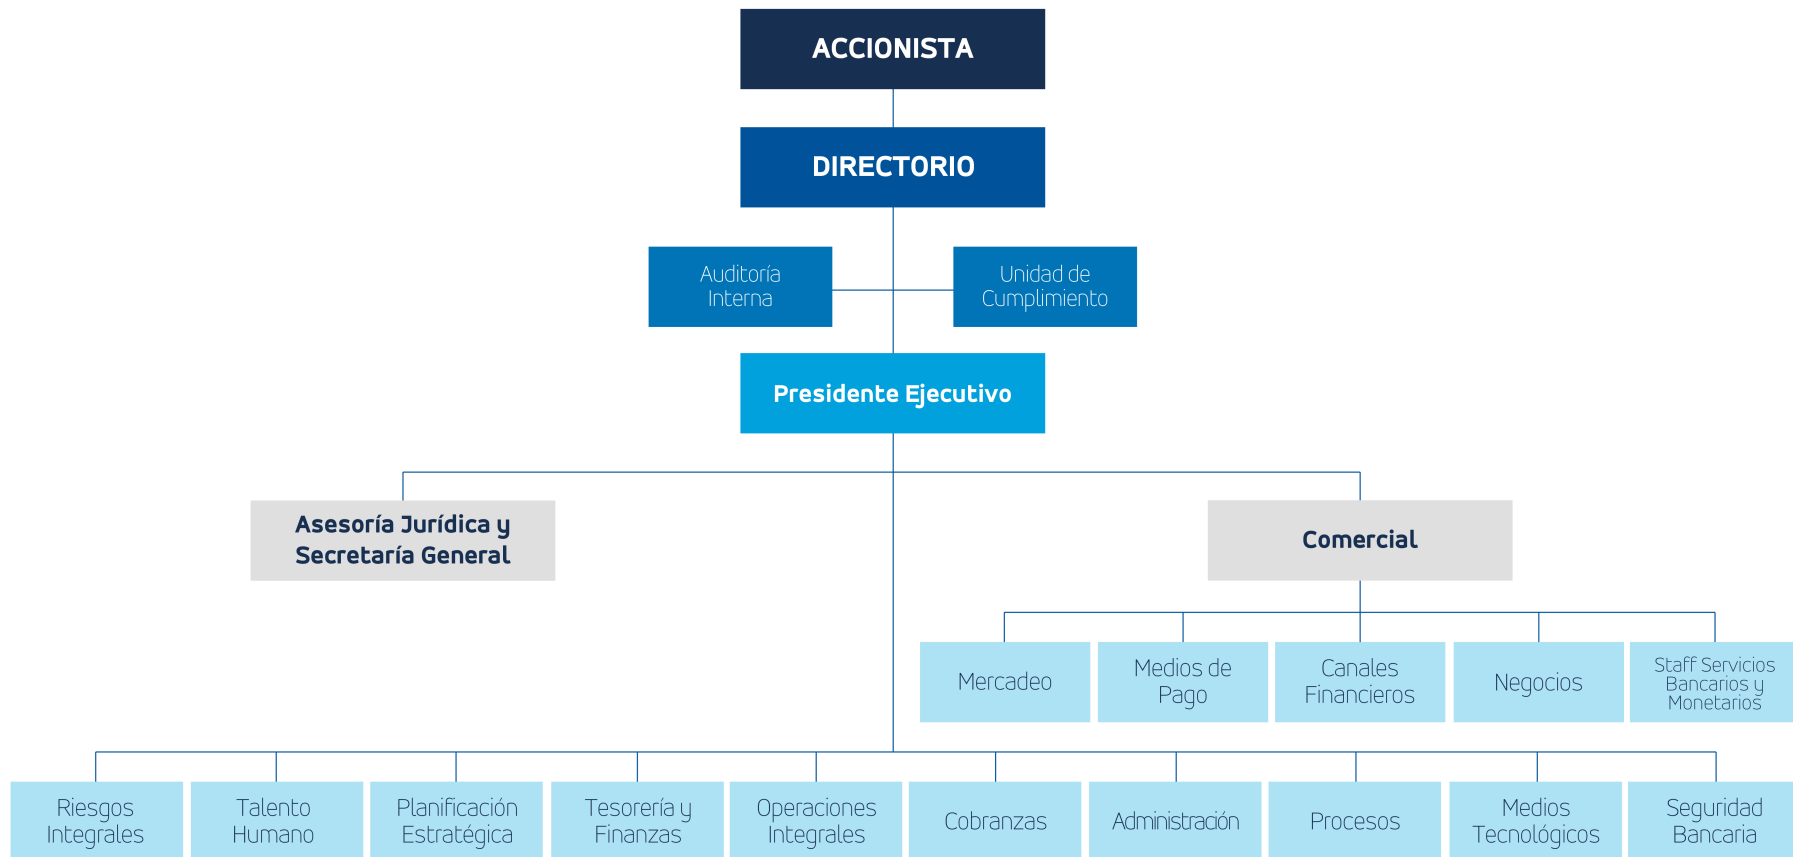 ACCIONISTA
DIRECTORIO
Auditoría
Interna
Unidad de
Cumplimiento
Presidente Ejecutivo
Asesoría Jurídica y
Secretaría General
Comercial
Mercadeo
Medios de
Pago
Canales
Financieros
Negocios
Staff Servicios
Bancarios y
Monetarios
Riesgos
Integrales
Talento
Humano
Planificación
Estratégica
Tesorería y
Finanzas
Operaciones
Integrales
Cobranzas
Administración
Procesos
Medios
Tecnológicos
Seguridad
Bancaria